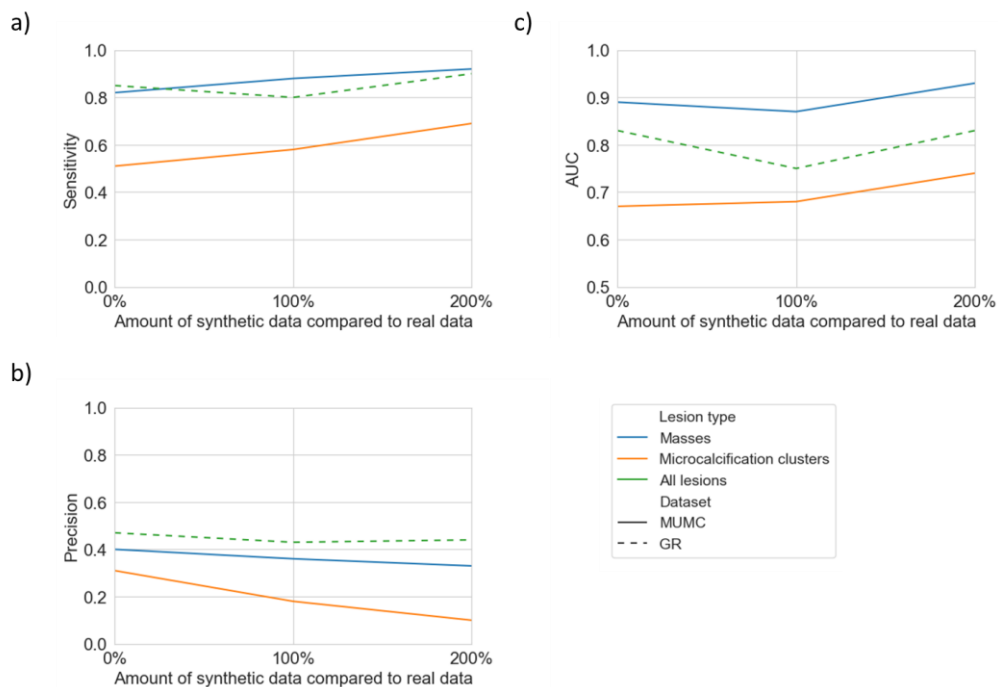 a)
1.0
0.8
0.6
0.4
0.2
0.0
Sensitivity
0% 100% 200%
Amount of synthetic data compared to real data
c)
1.0
0.9
0.8
0.7
0.6
0.5
AUC
0% 100% 200%
Amount of synthetic data compared to real data
b)
1.0
0.8
0.6
0.4
0.2
0.0
Precision
0% 100% 200%
Amount of synthetic data compared to real data
Lesion type
Masses
Microcalcification clusters
All lesions
Dataset
MUMC
GR